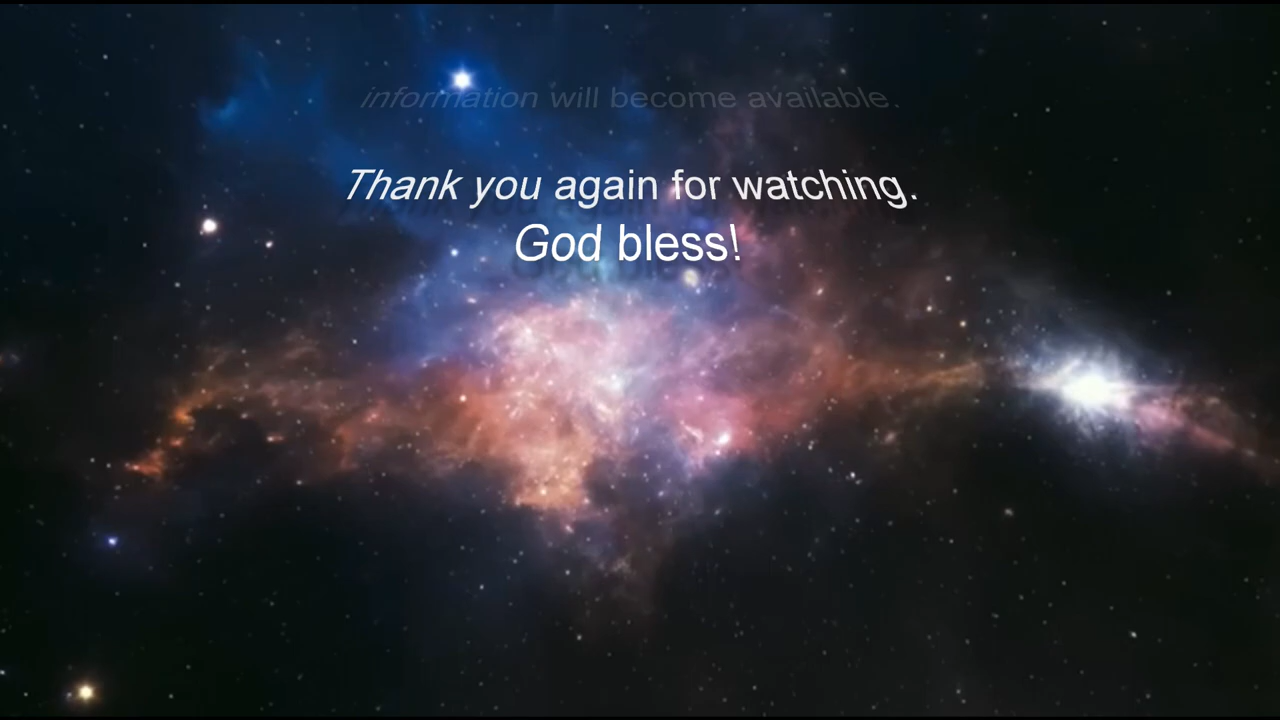 information will become available.
Thank you again for watching.
God bless!